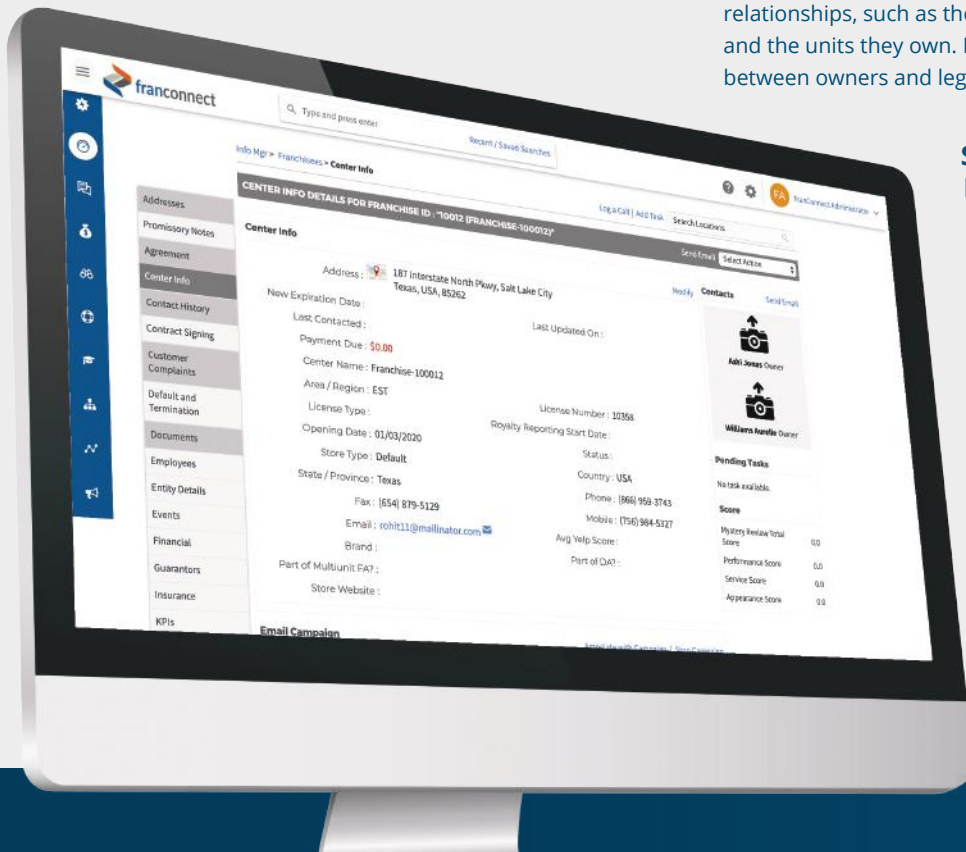 relationships, such as the
and the units they own.
between owners and leg
franconnect
Type and press enter
Recent / Saved Searches
FA FranConnect Administrator
Info Mgr > Franchisees > Center Info
Log a Call | Add Task Search Locations
CENTER INFO DETAILS FOR FRANCHISE ID : "10012 (FRANCHISE-100012)"
Send Email Select Action
Addresses
Promissory Notes
Agreement
Center Info
Contact History
Contract Signing
Customer
Complaints
Default and
Termination
Documents
Employees
Entity Details
Events
Financial
Guarantors
Insurance
KPIs
Center Info
Modify
Address : 187 Interstate North Pkwy, Salt Lake City
Texas, USA, 85262
New Expiration Date :
Last Contacted :
Last Updated On :
Payment Due : $0.00
Center Name : Franchise-100012
Area / Region : EST
License Type :
License Number : 10358
Opening Date : 01/03/2020
Royalty Reporting Start Date :
Store Type : Default
Status :
State / Province : Texas
Country : USA
Fax : (654) 879-5129
Phone : (866) 959-3743
Email : rohit11@mailinator.com
Mobile : (756) 984-5327
Brand :
Avg Yelp Score :
Part of Multiunit FA? :
Part of DA? :
Store Website :
Email Campaign
Contacts Send Email
Ashi Jonas Owner
Williams Aurelie Owner
Pending Tasks
No task available.
Score
Mystery Review Total
Score 0.0
Performance Score 0.0
Service Score 0.0
Appearance Score 0.0